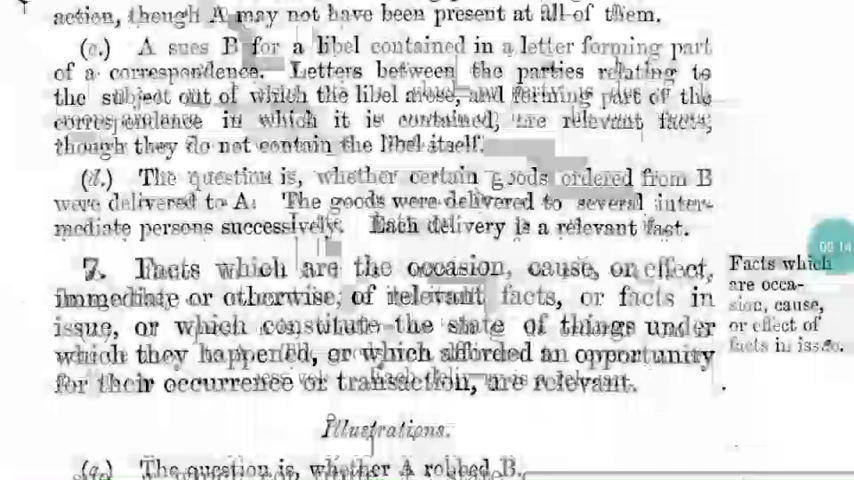 action, though A may not have been present at all of them.
(c.) A sues B for a libel contained in a letter forming part
of a correspondence. Letters between the parties relating to
the subject out of which the libel arose, and forming part of the
correspondence in which it is contained, are relevant facts,
though they do not contain the libel itself.
(d.) The question is, whether certain goods ordered from B
were delivered to A. The goods were delivered to several inter-
mediate persons successively. Each delivery is a relevant fact.
7. Facts which are the occasion, cause, or effect,
immediate or otherwise, of relevant facts, or facts in
issue, or which constitute the state of things under
which they happened, or which afforded an opportunity
for their occurrence or transaction, are relevant.
Facts which
are occa-
sion, cause,
or effect of
facts in issue.
00:14
Illustrations.
(a.) The question is, whether A robbed B.